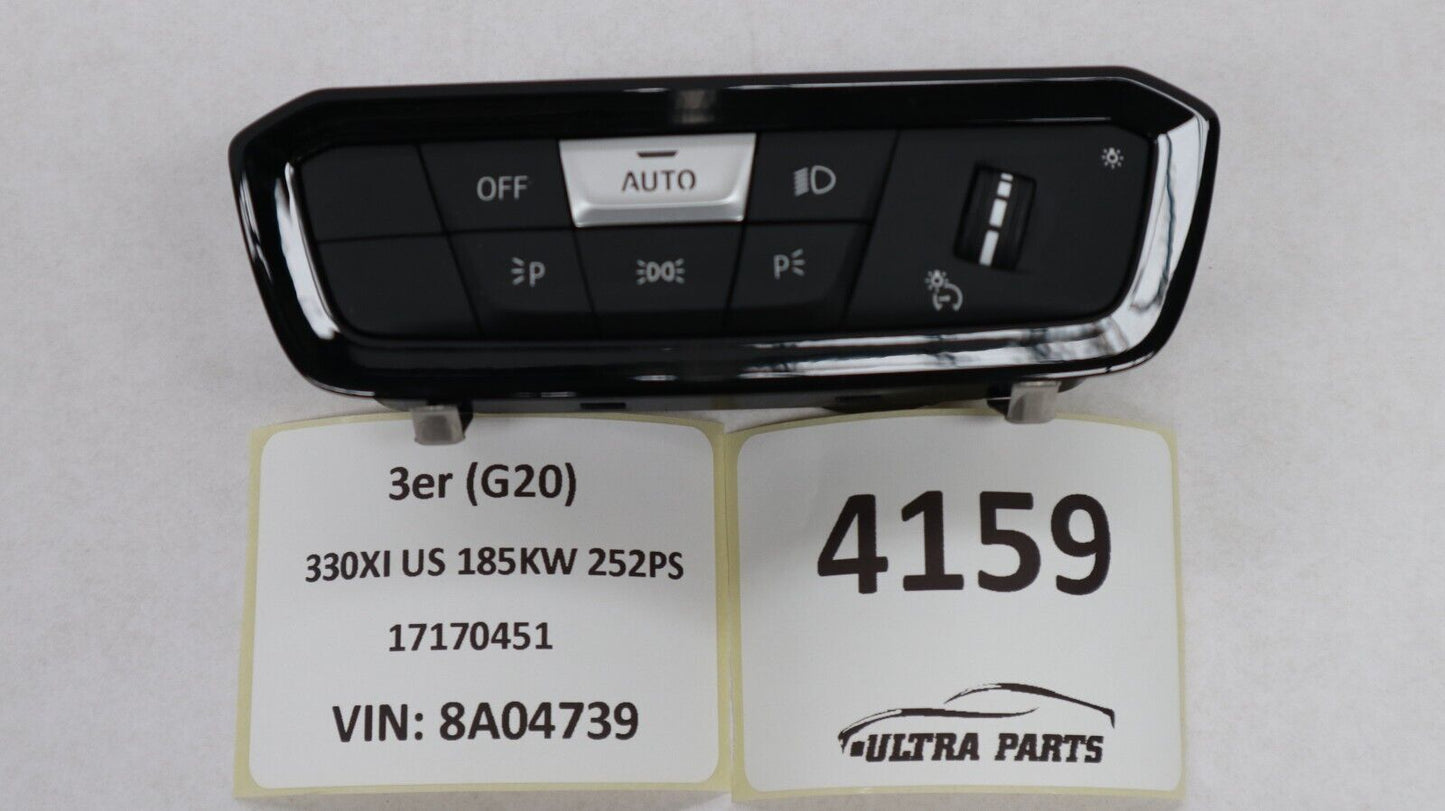 OFF
AUTO
P
P
3er (G20)
330XI US 185KW 252PS
17170451
VIN: 8A04739
4159
ULTRA PARTS